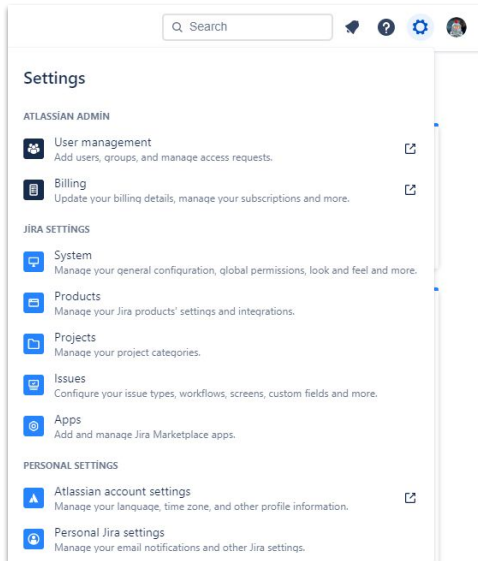 Search
Settings
ATLASSİAN ADMİN
User management
Add users, groups, and manage access requests.
Billing
Update your billing details, manage your subscriptions and more.
JİRA SETTİNGS
System
Manage your general configuration, global permissions, look and feel and more.
Products
Manage your Jira products' settings and integrations.
Projects
Manage your project categories.
Issues
Configure your issue types, workflows, screens, custom fields and more.
Apps
Add and manage Jira Marketplace apps.
PERSONAL SETTİNGS
Atlassian account settings
Manage your language, time zone, and other profile information.
Personal Jira settings
Manage your email notifications and other Jira settings.